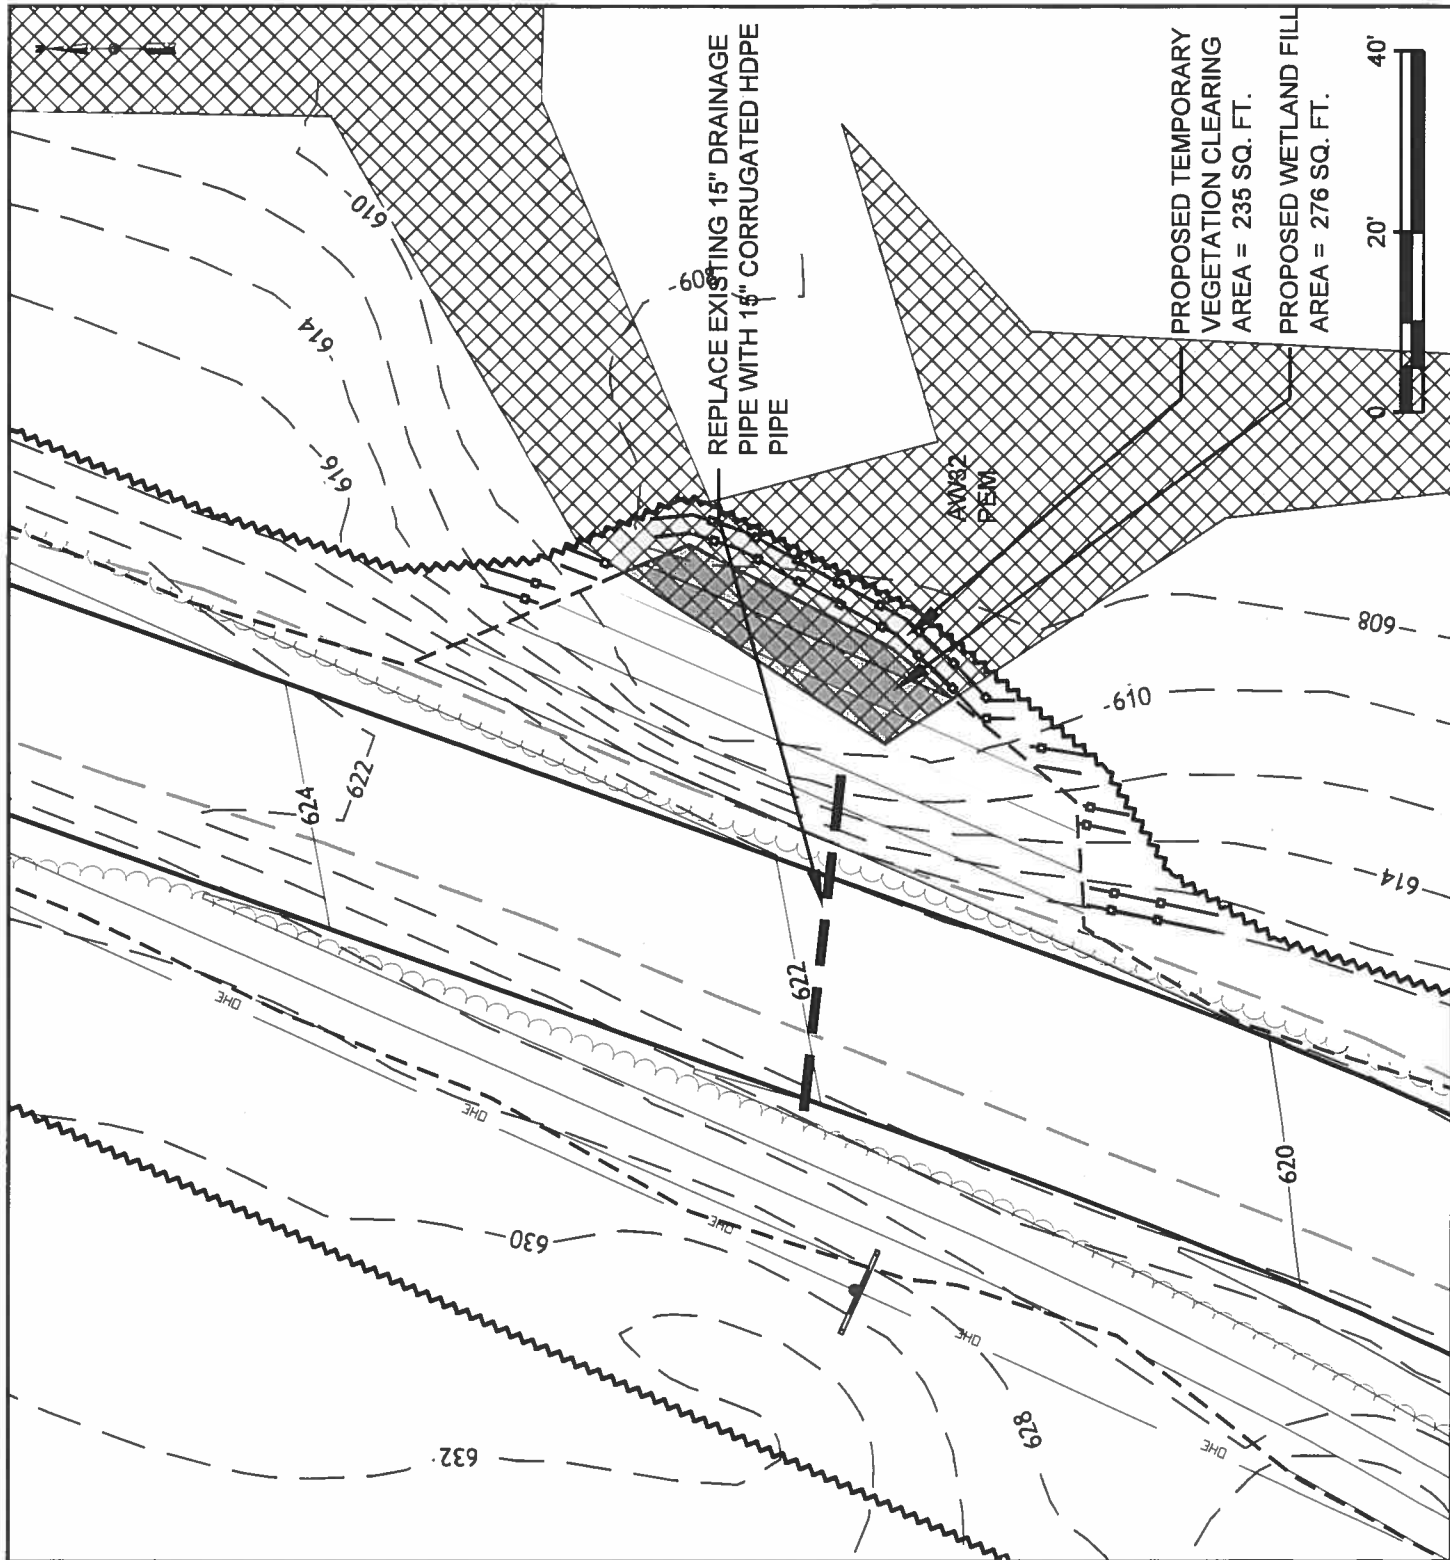 REPLACE EXISTING 15" DRAINAGE
PIPE WITH 15" CORRUGATED HDPE
PIPE
PROPOSED TEMPORARY
VEGETATION CLEARING
AREA = 235 SQ. FT.
PROPOSED WETLAND FILL
AREA = 276 SQ. FT.
0
20'
40'
AW32
PEM
610
614
616
608
624
622
622
610
608
614
620
630
632
628
OHE
OHE
OHE
OHE
OHE